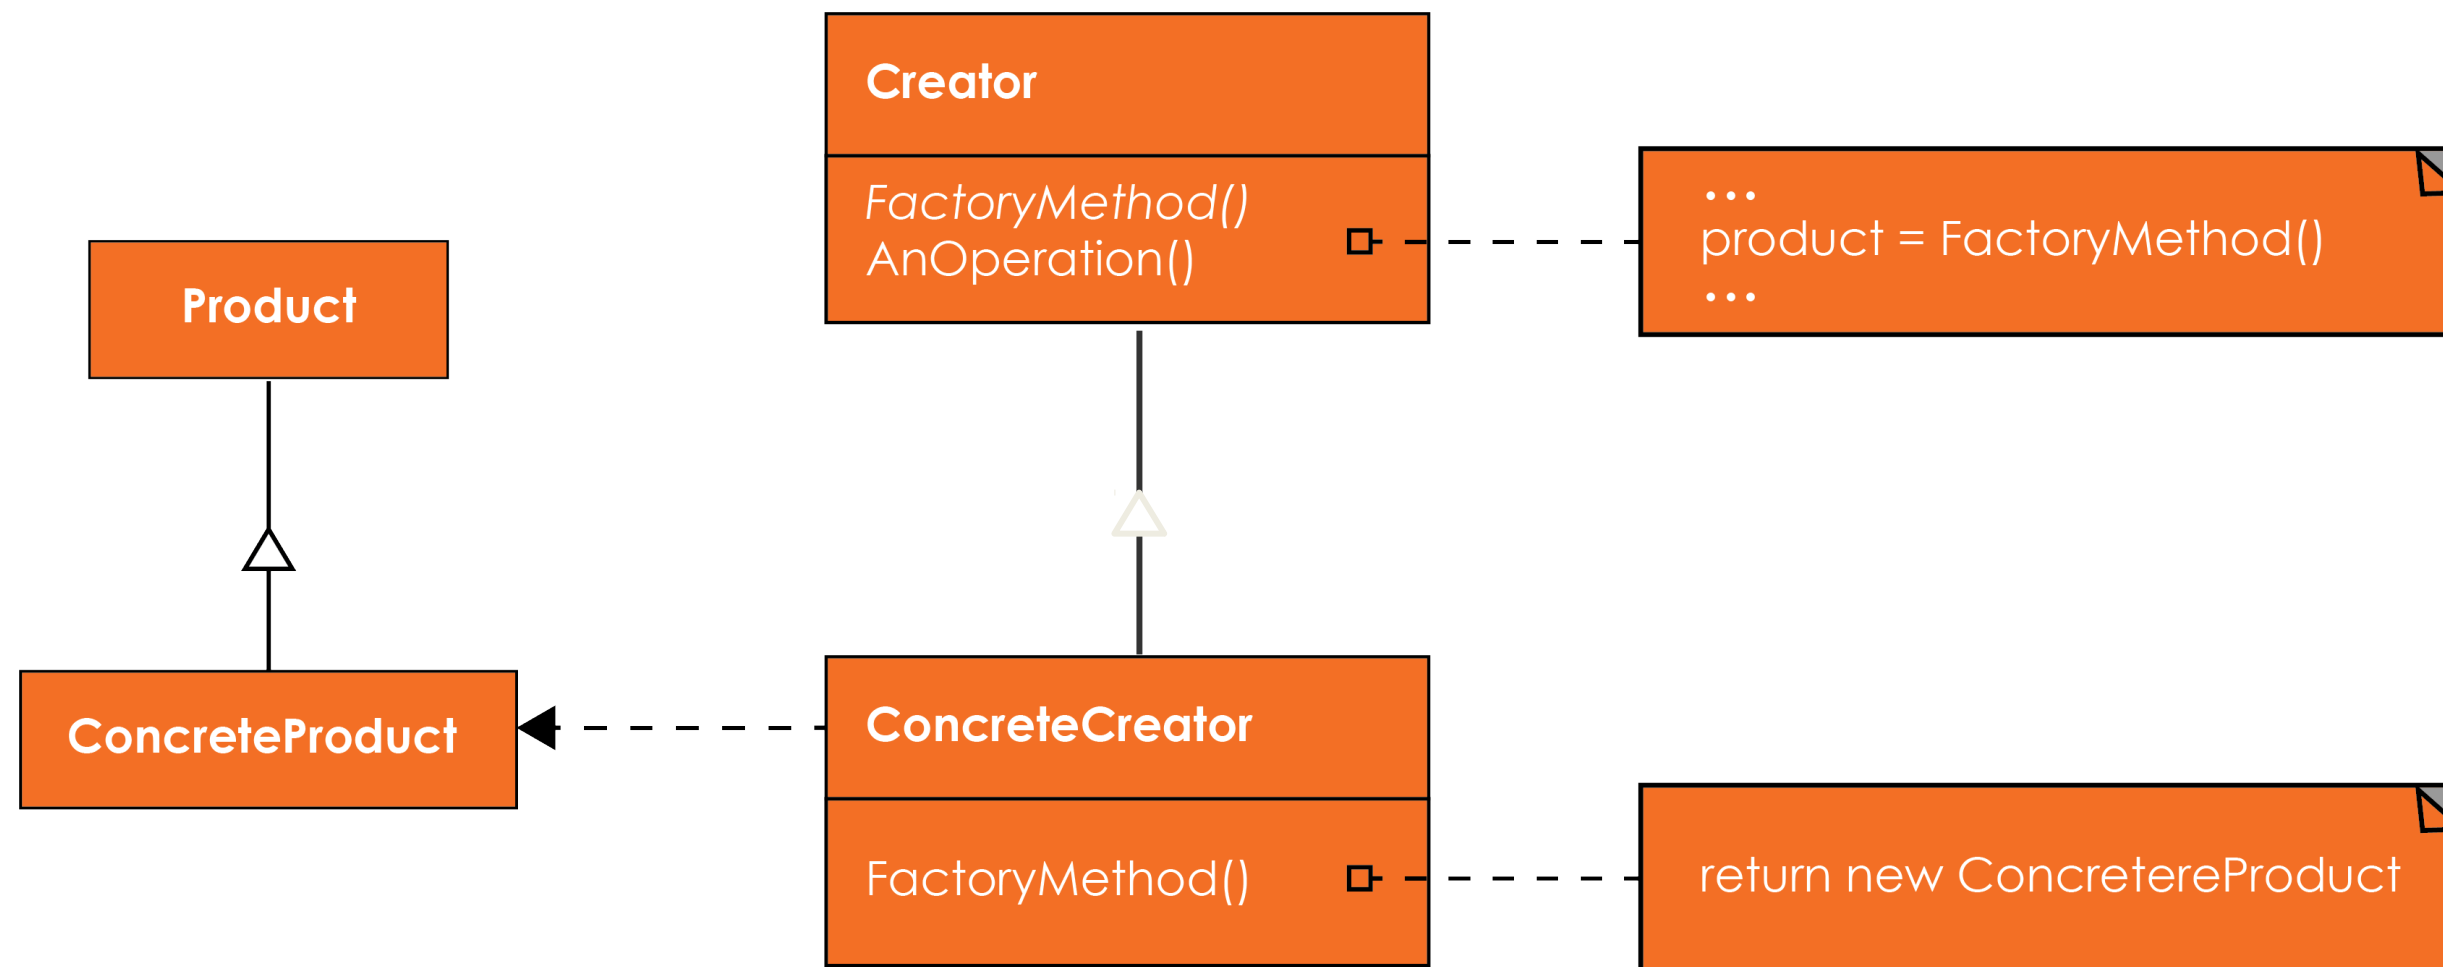 Creator
FactoryMethod()
AnOperation()
...
product = FactoryMethod()
...
Product
ConcreteProduct
ConcreteCreator
FactoryMethod()
return new ConcretereProduct